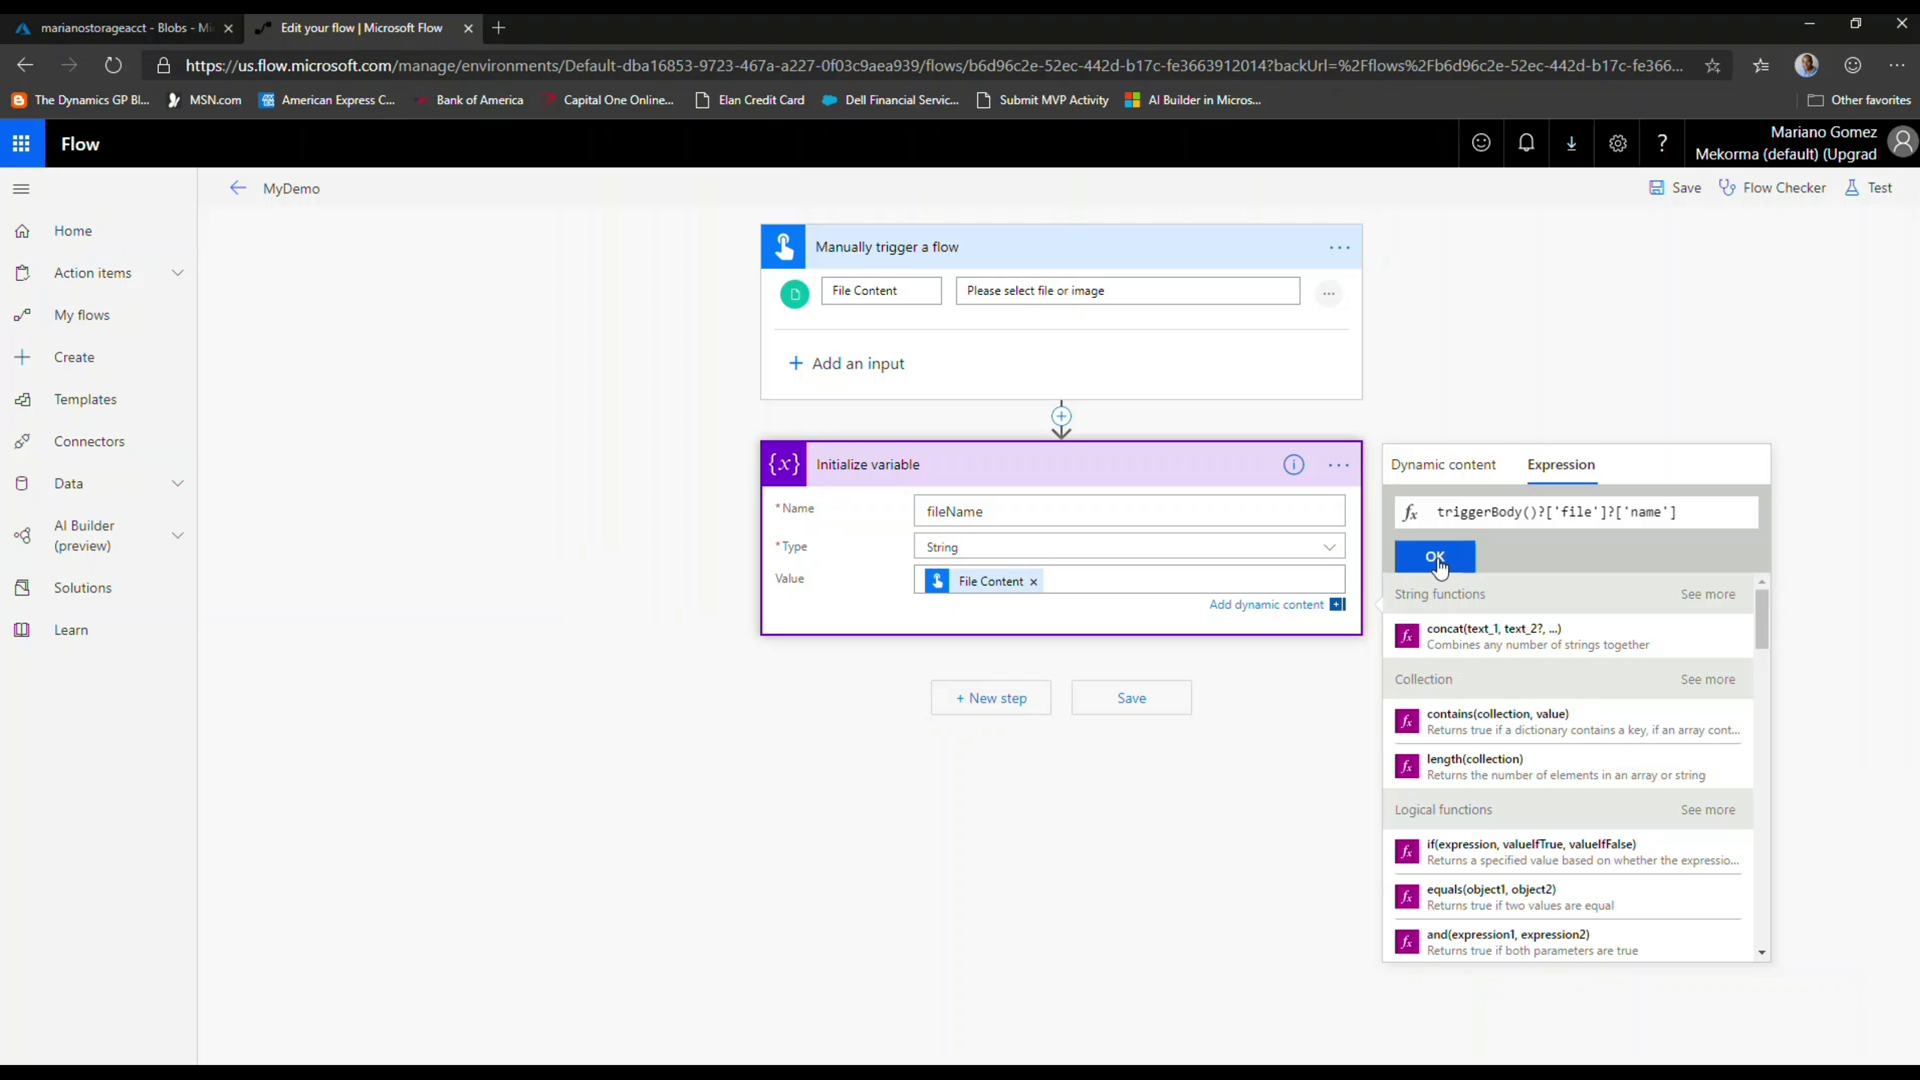 marianostorageacct - Blobs - Mi
Edit your flow | Microsoft Flow
https://us.flow.microsoft.com/manage/environments/Default-dba16853-9723-467a-a227-0f03c9aea939/flows/b6d96c2e-52ec-442d-b17c-fe3663912014?backUrl=%2Fflows%2Fb6d96c2e-52ec-442d-b17c-fe366...
The Dynamics GP Bl...
MSN.com
American Express C...
Bank of America
Capital One Online...
Elan Credit Card
Dell Financial Servic...
Submit MVP Activity
AI Builder in Micros...
Other favorites
Flow
?
Mariano Gomez
Mekorma (default) (Upgrad
MyDemo
Save
Flow Checker
Test
Home
Action items
My flows
Create
Templates
Connectors
Data
AI Builder
(preview)
Solutions
Learn
Manually trigger a flow
File Content
Please select file or image
+ Add an input
{x} Initialize variable
* Name
fileName
* Type
String
Value
File Content ×
Add dynamic content
+ New step
Save
Dynamic content
Expression
fx triggerBody()?['file']?['name']
OK
String functions
See more
fx concat(text_1, text_2?, ...)
Combines any number of strings together
Collection
See more
fx contains(collection, value)
Returns true if a dictionary contains a key, if an array cont...
fx length(collection)
Returns the number of elements in an array or string
Logical functions
See more
fx if(expression, valueIfTrue, valueIfFalse)
Returns a specified value based on whether the expressio...
fx equals(object1, object2)
Returns true if two values are equal
fx and(expression1, expression2)
Returns true if both parameters are true